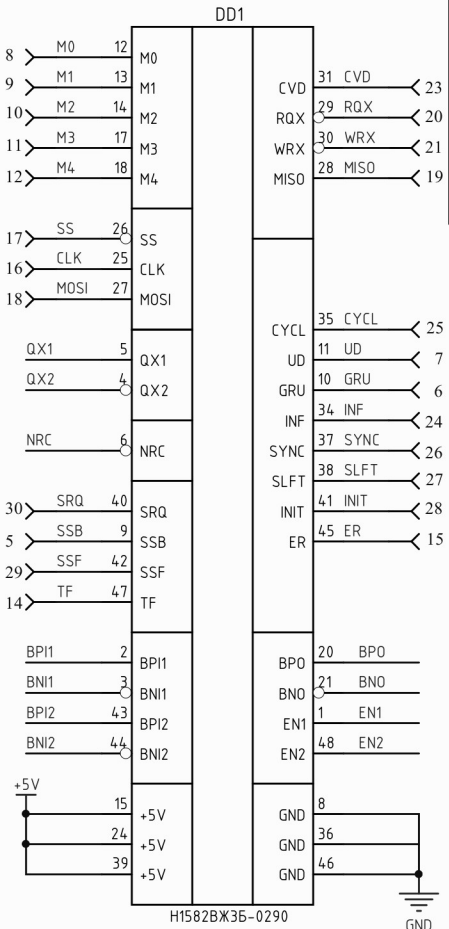 DD1
8 M0 12 M0
9 M1 13 M1
31 CVD 23
CVD
10 M2 14 M2
RQX 29 RQX 20
11 M3 17 M3
WRX 30 WRX 21
12 M4 18 M4
MISO 28 MISO 19
17 SS 26 SS
16 CLK 25 CLK
18 MOSI 27 MOSI
CYCL 35 CYCL 25
QX1 5 QX1
UD 11 UD 7
QX2 4 QX2
GRU 10 GRU 6
INF 34 INF 24
NRC 6 NRC
SYNC 37 SYNC 26
SLFT 38 SLFT 27
30 SRQ 40 SRQ
INIT 41 INIT 28
5 SSB 9 SSB
ER 45 ER 15
29 SSF 42 SSF
14 TF 47 TF
BPI1 2 BPI1
BPO 20 BPO
BNI1 3 BNI1
BNO 21 BNO
BPI2 43 BPI2
EN1 1 EN1
BNI2 44 BNI2
EN2 48 EN2
+5V
15 +5V
GND 8
24 +5V
GND 36
39 +5V
GND 46
Н1582ВЖ3Б-0290
GND